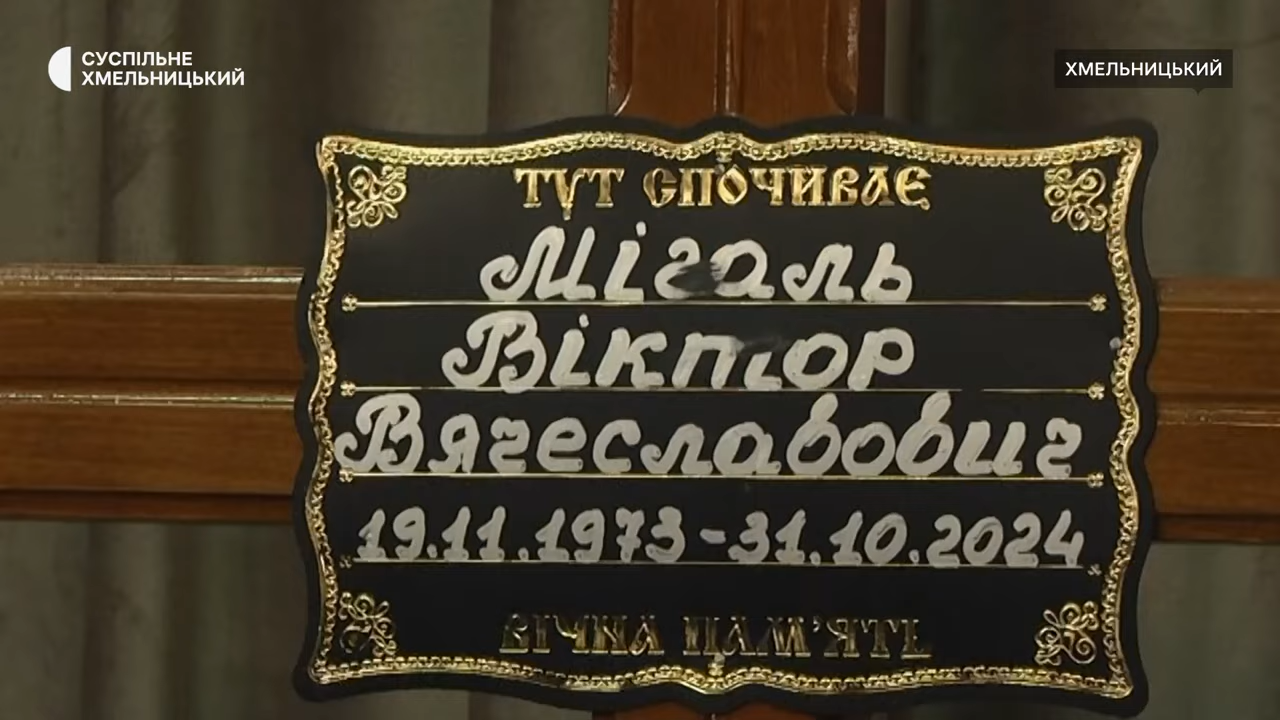 СУСПІЛЬНЕ
ХМЕЛЬНИЦЬКИЙ
ХМЕЛЬНИЦЬКИЙ
ТУТ СПОЧИВАЄ
Мігаль
Віктор
Вячеславович
19.11.1973-31.10.2024
ВІЧНА ПАМ'ЯТЬ